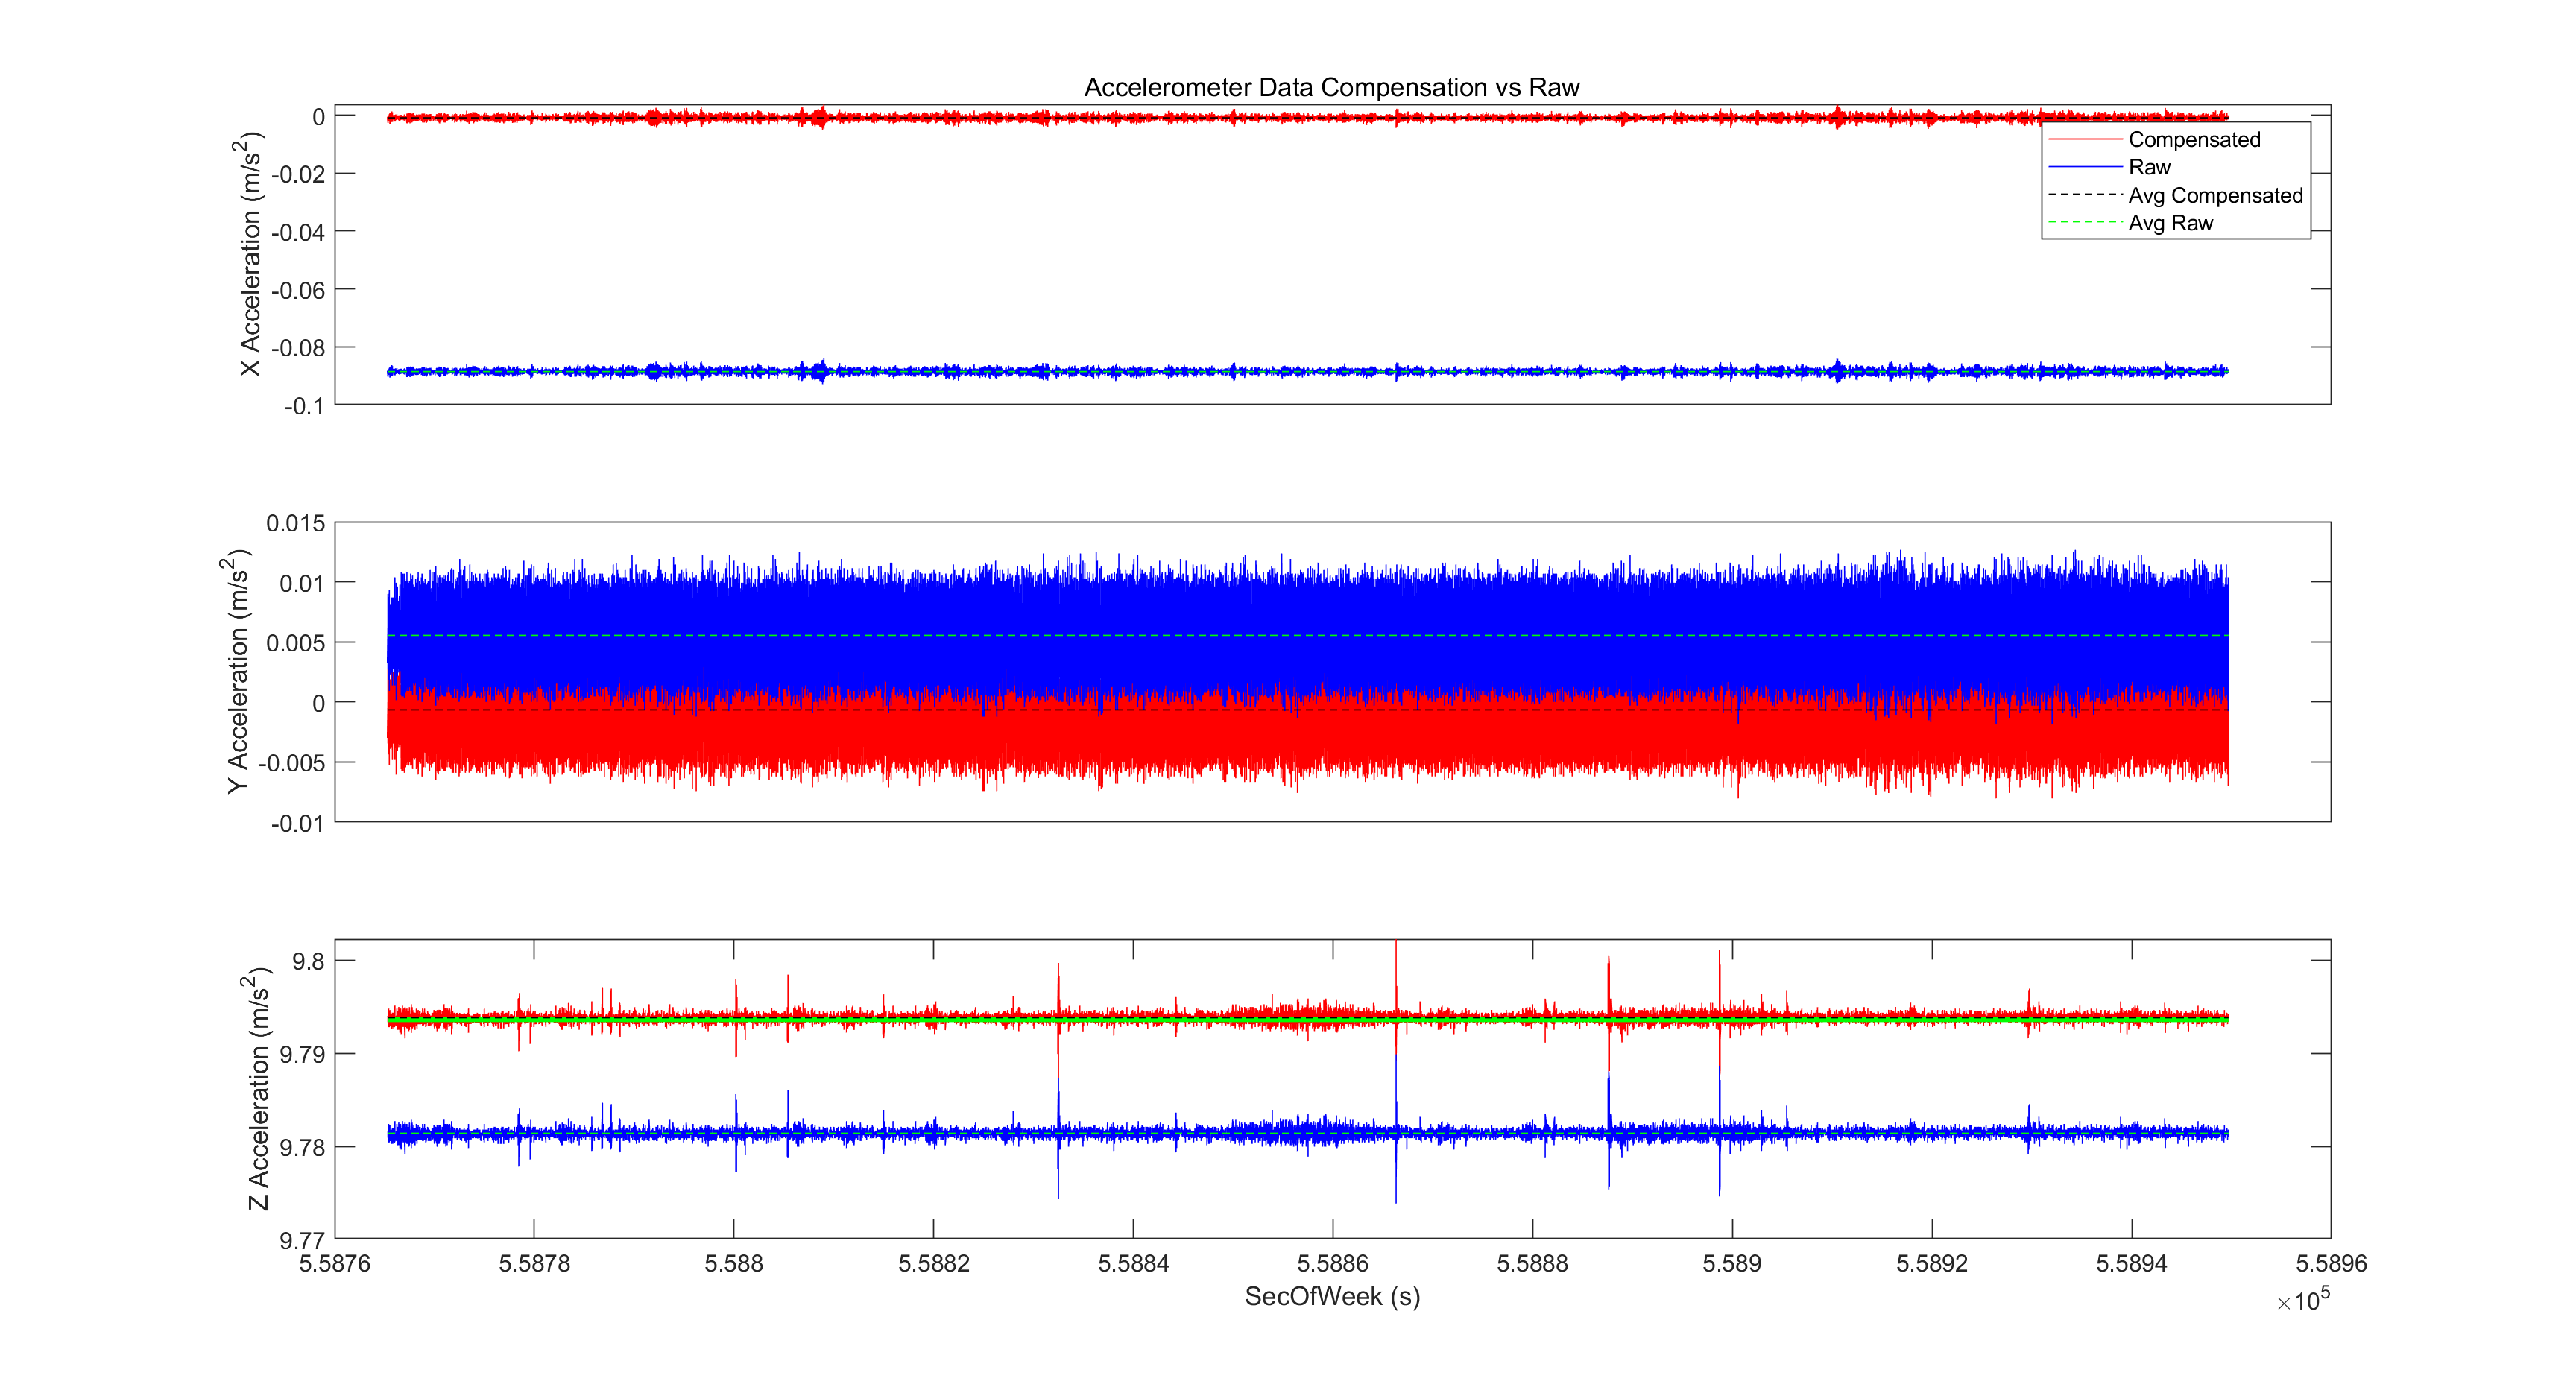 Accelerometer Data Compensation vs Raw
X Acceleration (m/s²)
0
-0.02
-0.04
-0.06
-0.08
-0.1
Compensated
Raw
Avg Compensated
Avg Raw
Y Acceleration (m/s²)
0.015
0.01
0.005
0
-0.005
-0.01
Z Acceleration (m/s²)
9.8
9.79
9.78
9.77
5.5876 5.5878 5.588 5.5882 5.5884 5.5886 5.5888 5.589 5.5892 5.5894 5.5896
SecOfWeek (s)
×10⁵